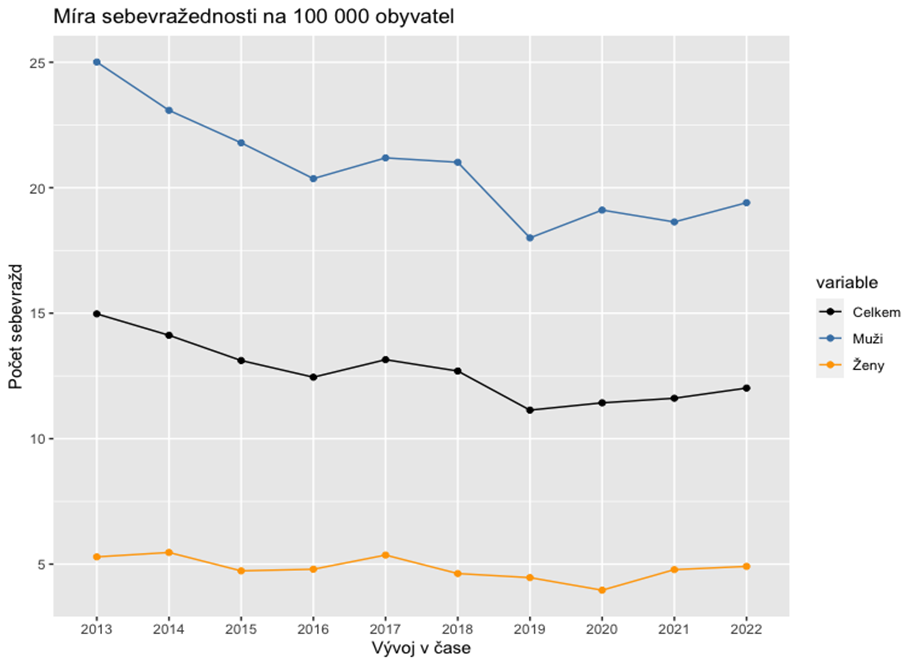 Míra sebevražednosti na 100 000 obyvatel
25
20
15
10
5
Počet sebevražd
2013 2014 2015 2016 2017 2018 2019 2020 2021 2022
Vývoj v čase
variable
Celkem
Muži
Ženy